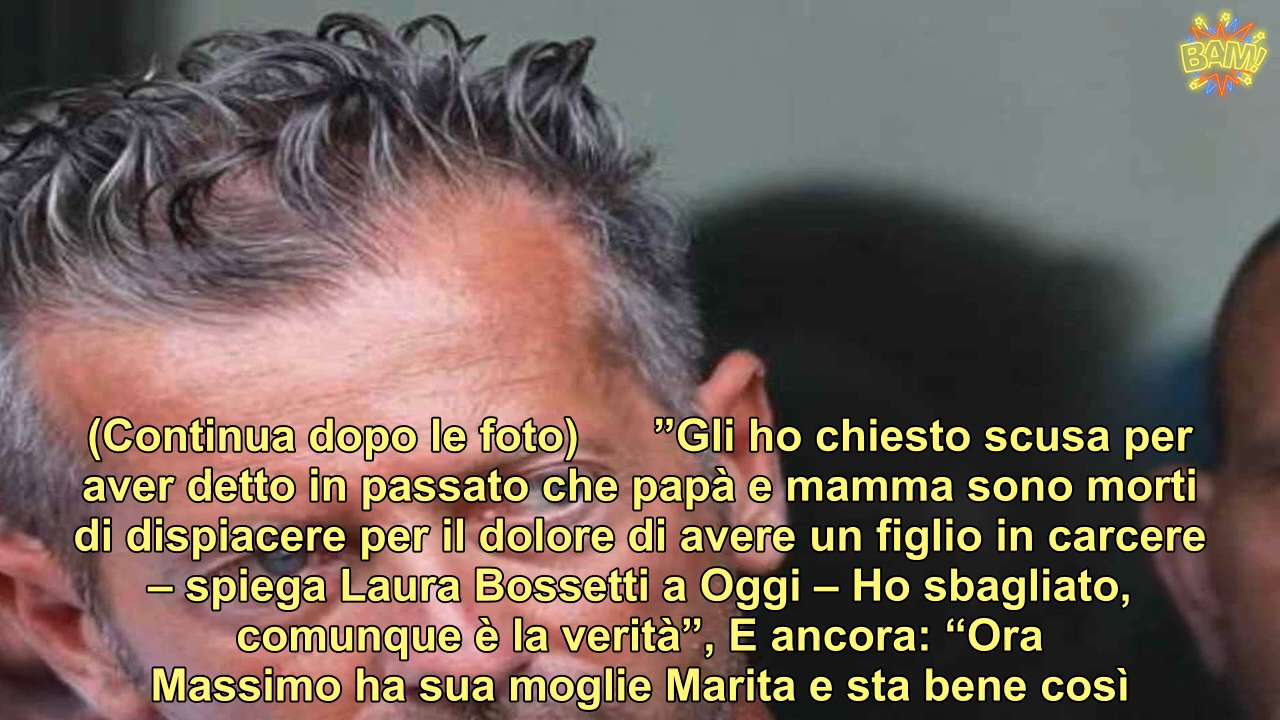 BAM!
(Continua dopo le foto) ”Gli ho chiesto scusa per
aver detto in passato che papà e mamma sono morti
di dispiacere per il dolore di avere un figlio in carcere
– spiega Laura Bossetti a Oggi – Ho sbagliato,
comunque è la verità”, E ancora: “Ora
Massimo ha sua moglie Marita e sta bene così